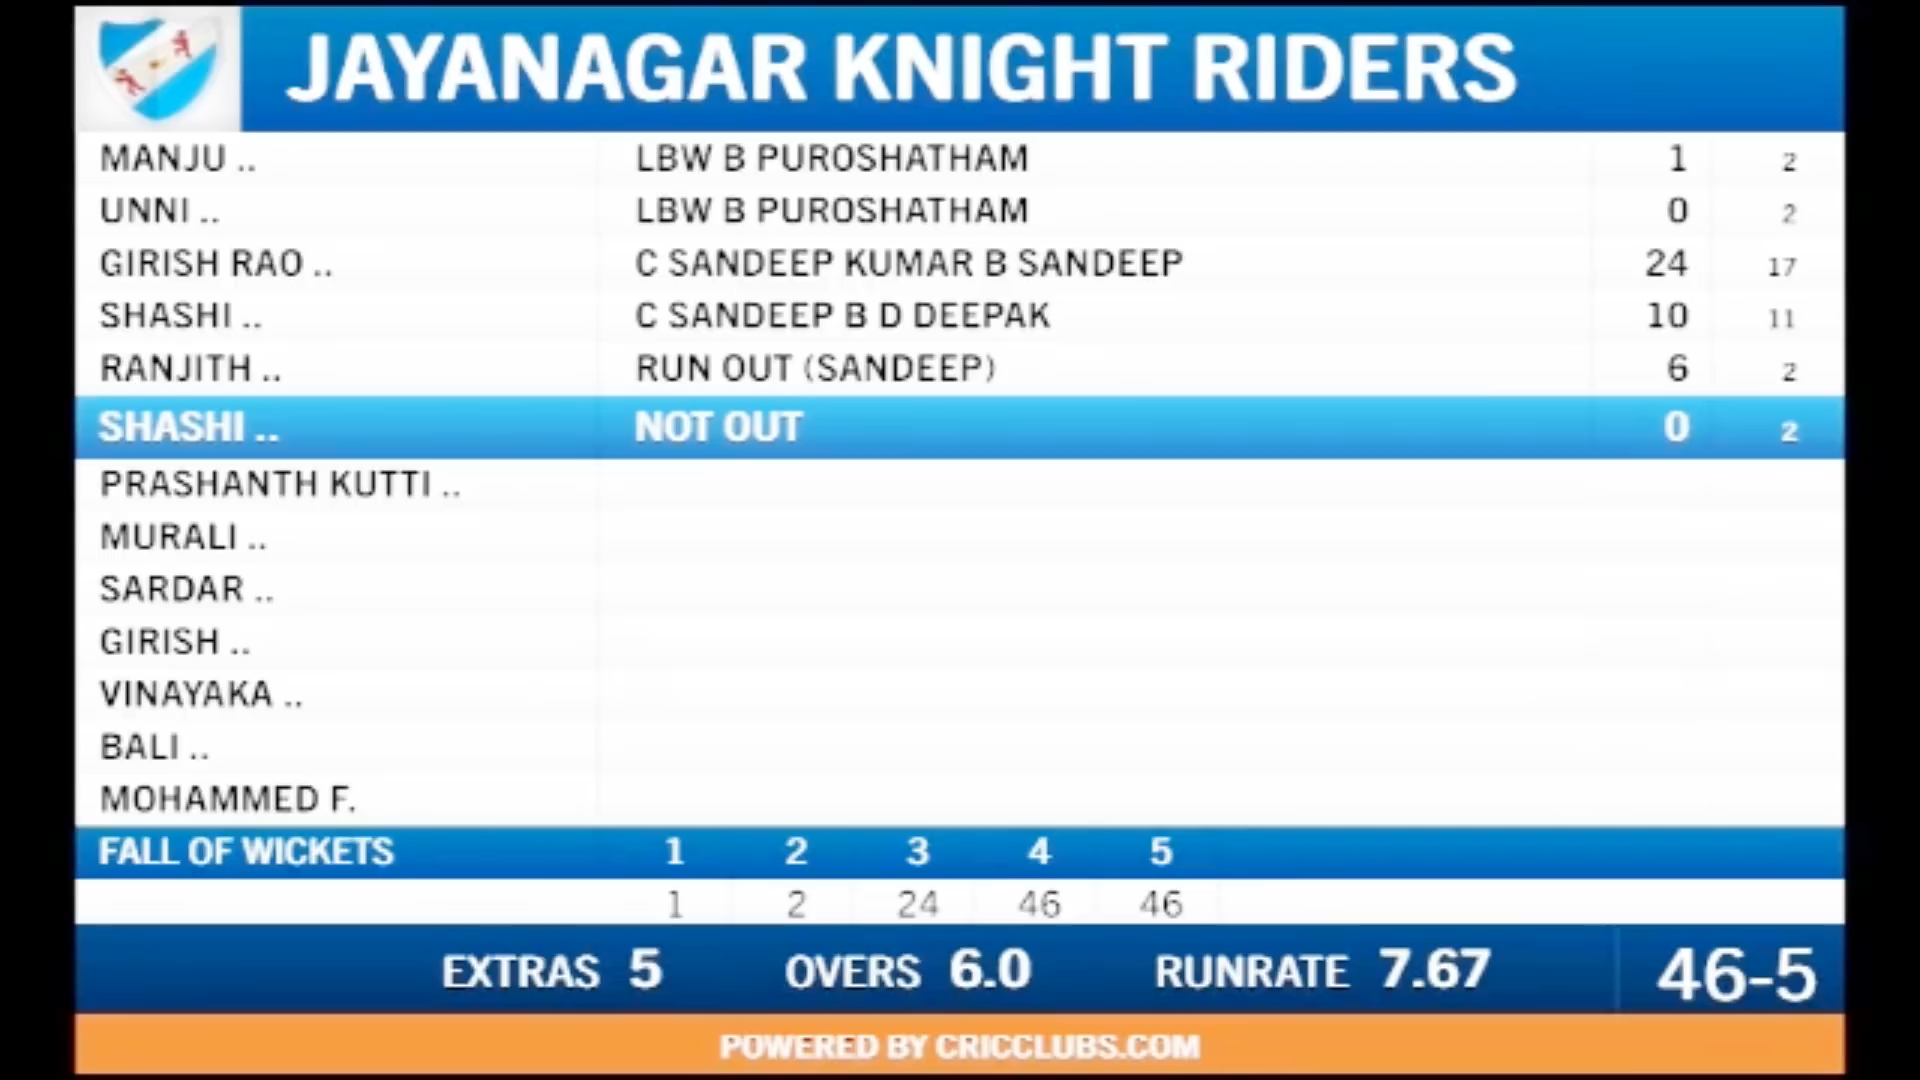 JAYANAGAR KNIGHT RIDERS
MANJU .. LBW B PUROSHATHAM 1 2
UNNI .. LBW B PUROSHATHAM 0 2
GIRISH RAO .. C SANDEEP KUMAR B SANDEEP 24 17
SHASHI .. C SANDEEP B D DEEPAK 10 11
RANJITH .. RUN OUT (SANDEEP) 6 2
SHASHI .. NOT OUT 0 2
PRASHANTH KUTTI ..
MURALI ..
SARDAR ..
GIRISH ..
VINAYAKA ..
BALI ..
MOHAMMED F.
FALL OF WICKETS 1 2 3 4 5
1 2 24 46 46
EXTRAS 5 OVERS 6.0 RUNRATE 7.67 46-5
POWERED BY CRICCLUBS.COM